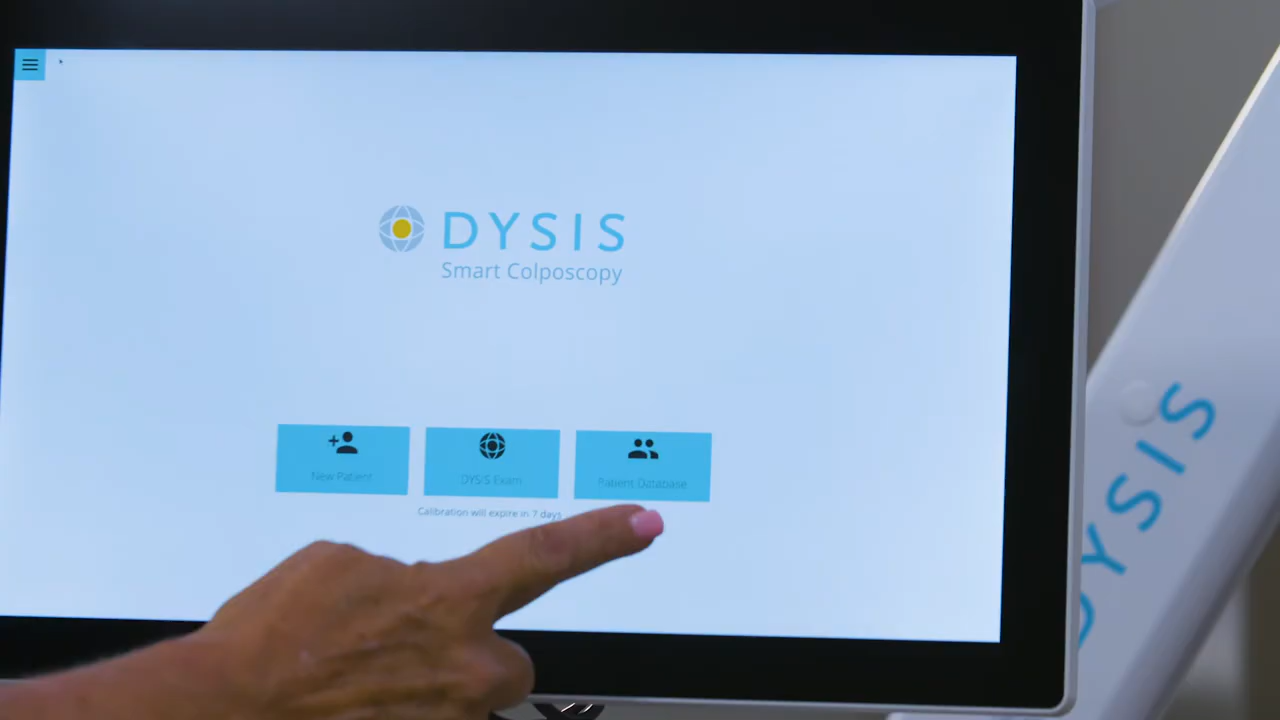 DYSIS
Smart Colposcopy
New Patient
DYSIS Exam
Patient Database
Calibration will expire in 7 days
DYSIS